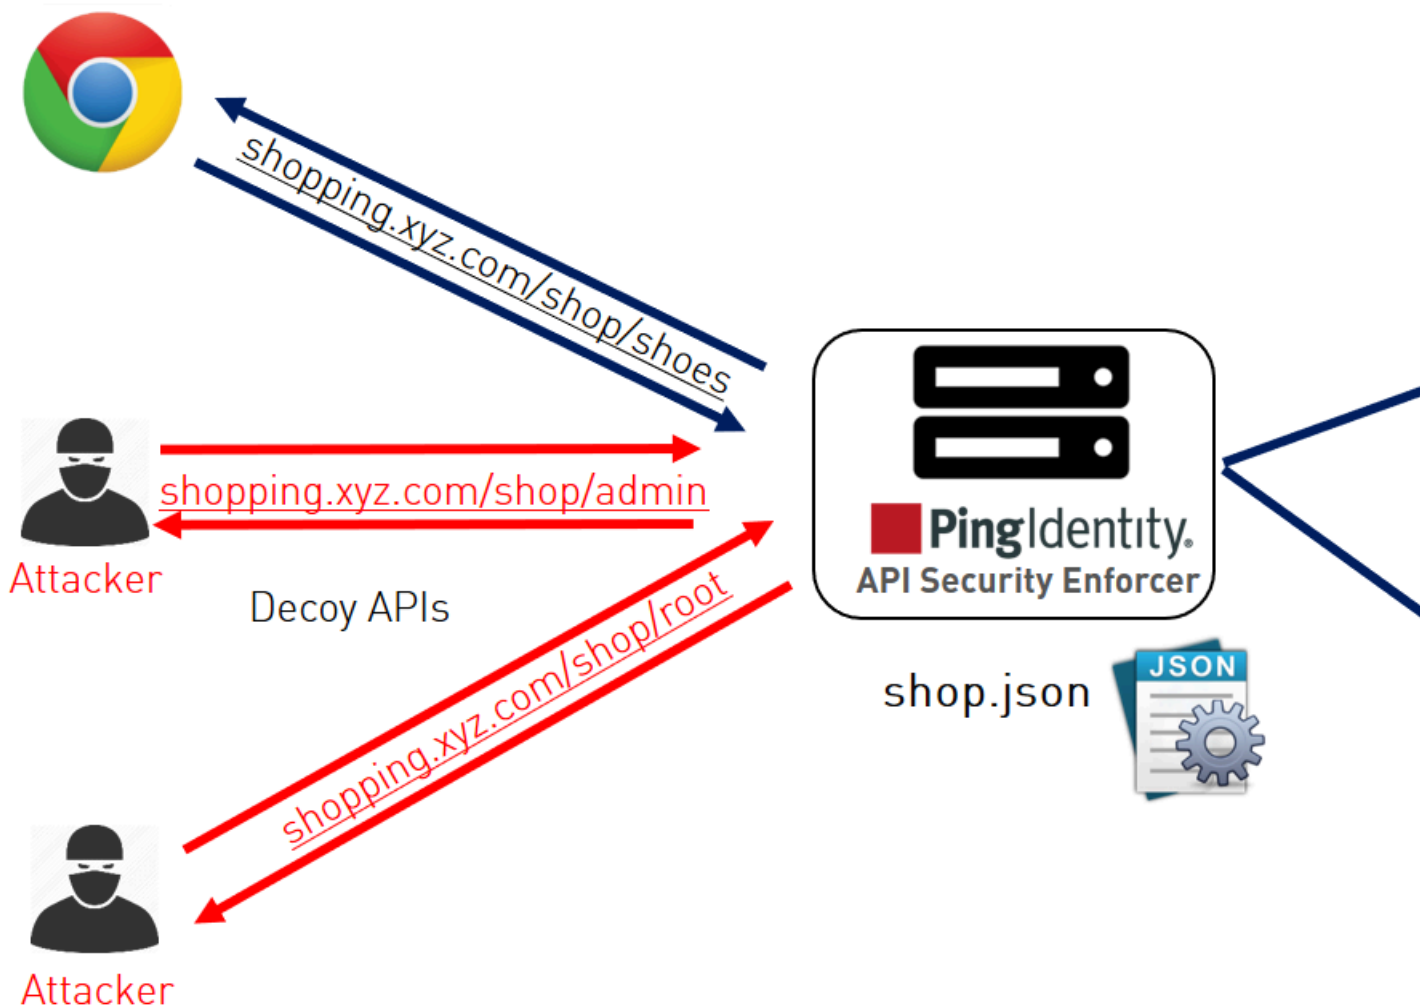 shopping.xyz.com/shop/shoes
shopping.xyz.com/shop/admin
Attacker
Decoy APIs
PingIdentity.
API Security Enforcer
shopping.xyz.com/shop/root
shop.json
JSON
Attacker